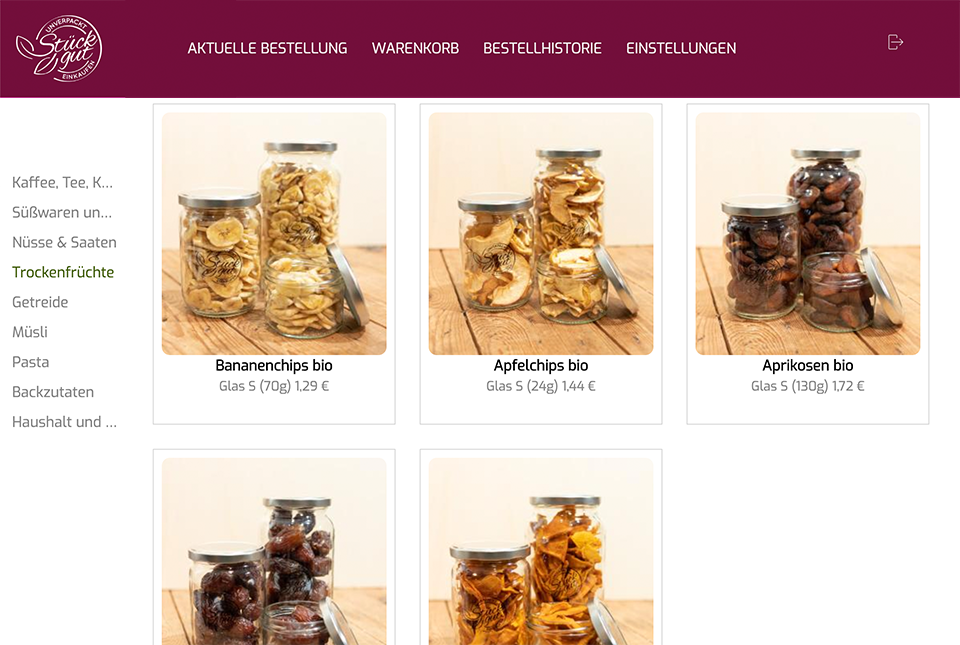 UNVERPACKT
Stück
gut
EINKAUFEN
AKTUELLE BESTELLUNG WARENKORB BESTELLHISTORIE EINSTELLUNGEN
Kaffee, Tee, K...
Süßwaren un...
Nüsse & Saaten
Trockenfrüchte
Getreide
Müsli
Pasta
Backzutaten
Haushalt und ...
Stück
gut
Bananenchips bio
Glas S (70g) 1,29 €
Apfelchips bio
Glas S (24g) 1,44 €
Aprikosen bio
Glas S (130g) 1,72 €